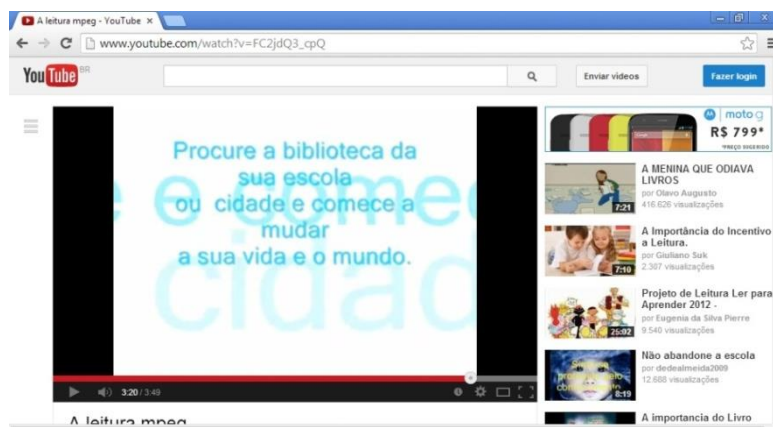 A leitura mpeg - YouTube
www.youtube.com/watch?v=FC2jdQ3_cpQ
YouTube BR
Enviar vídeos
Fazer login
Procure a biblioteca da
sua escola
ou cidade e comece a
mudar
a sua vida e o mundo.
e e come
cidad
3:20 / 3:49
A leitura mpeg
moto g
R$ 799*
*PREÇO SUGERIDO
A MENINA QUE ODIAVA
LIVROS
por Olavo Augusto
416.626 visualizações
7:21
A Importância do Incentivo
a Leitura.
por Giuliano Suk
2.307 visualizações
7:10
Projeto de Leitura Ler para
Aprender 2012 -
por Eugenia da Silva Pierre
9.540 visualizações
25:02
Não abandone a escola
por dedealmeida2009
12.688 visualizações
8:19
A importancia do Livro